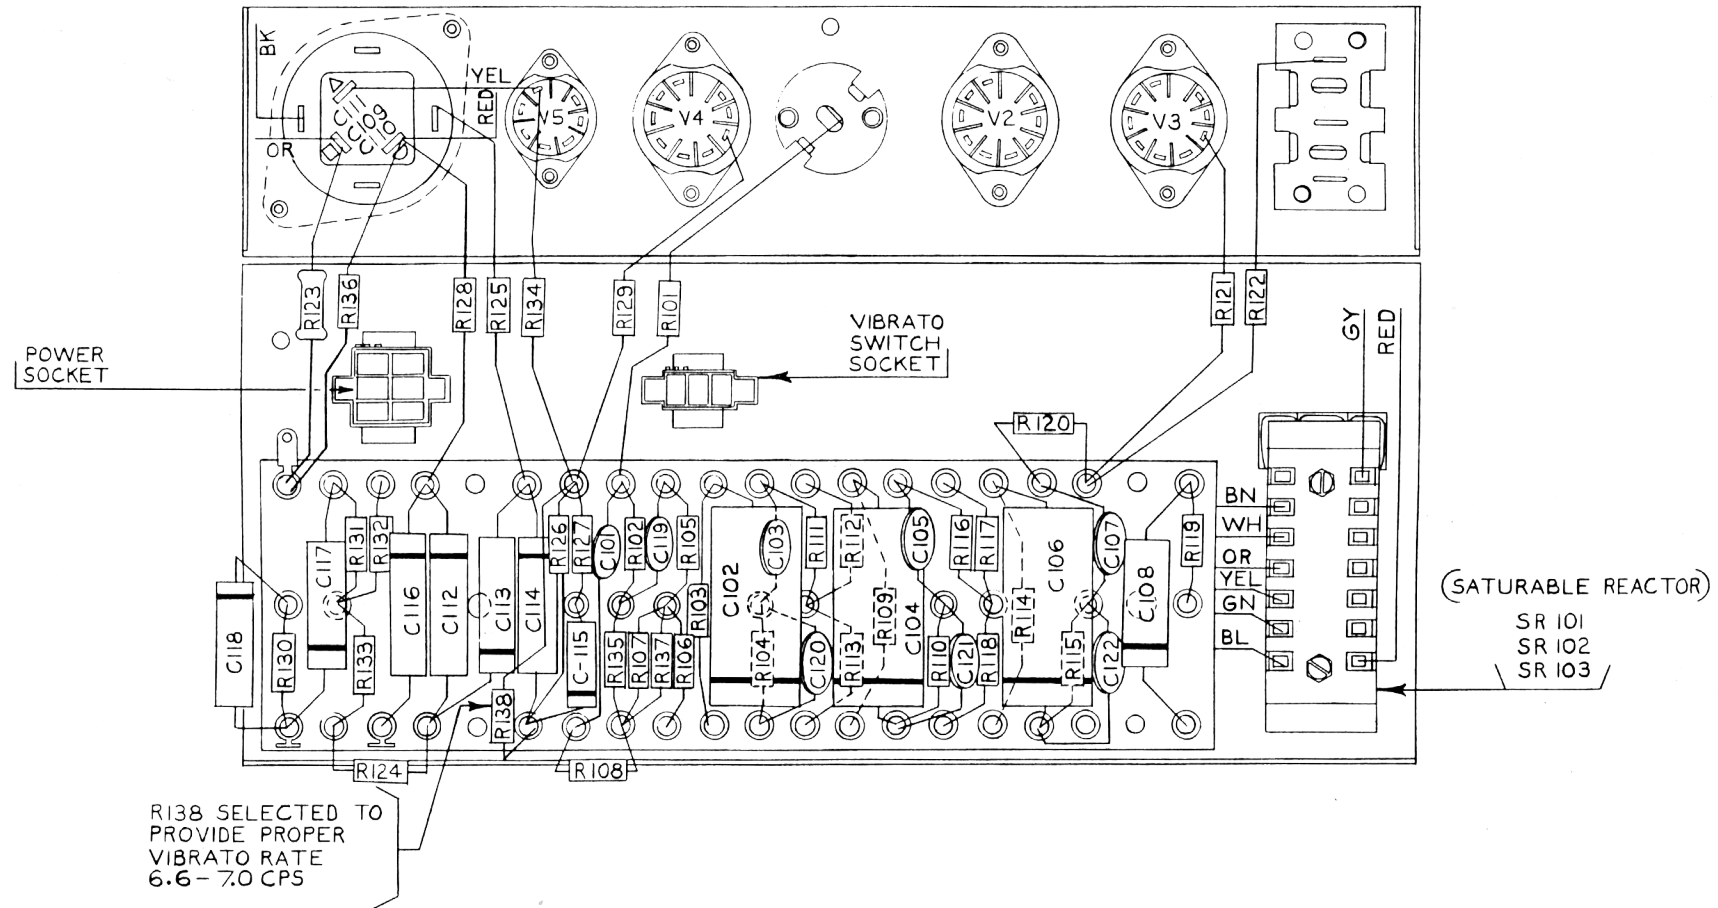 BK
YEL
RED
OR
C111
C109
C110
V5
V4
V2
V3
R123
R136
R128
R125
R134
R129
R101
R121
R122
GY
RED
POWER
SOCKET
VIBRATO
SWITCH
SOCKET
R120
C117
R131
R132
C116
C112
C113
C114
R126
R127
C101
R102
C119
R105
C102
C103
R111
R112
C105
R116
R117
C106
C107
C108
R119
BN
WH
OR
YEL
GN
BL
C118
R130
R133
R138
C-115
R135
R107
R137
R106
R103
R104
C120
R113
R109
C104
R110
C121
R118
R114
R115
C122
(SATURABLE REACTOR)
SR 101
SR 102
SR 103
R124
R108
R138 SELECTED TO
PROVIDE PROPER
VIBRATO RATE
6.6-7.0 CPS